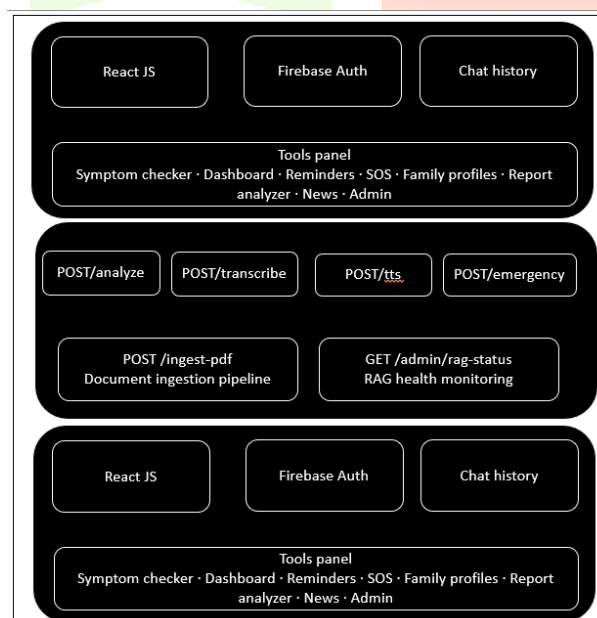 React JS
Firebase Auth
Chat history
Tools panel
Symptom checker · Dashboard · Reminders · SOS · Family profiles · Report
analyzer · News · Admin
POST/analyze
POST/transcribe
POST/tts
POST/emergency
POST /ingest-pdf
Document ingestion pipeline
GET /admin/rag-status
RAG health monitoring
React JS
Firebase Auth
Chat history
Tools panel
Symptom checker · Dashboard · Reminders · SOS · Family profiles · Report
analyzer · News · Admin